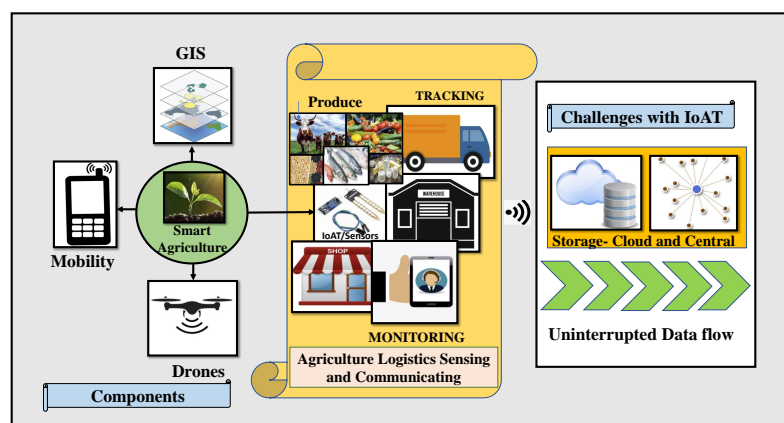 GIS
Smart
Agriculture
Mobility
Drones
Components
Produce
TRACKING
WAREHOUSE
IoAT/Sensors
SHOP
MONITORING
Agriculture Logistics Sensing
and Communicating
Challenges with IoAT
Storage- Cloud and Central
Uninterrupted Data flow